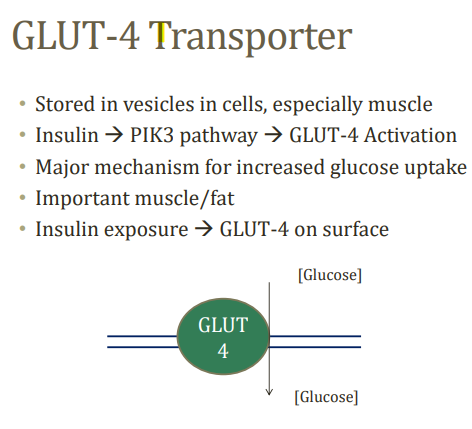 GLUT-4 Transporter
• Stored in vesicles in cells, especially muscle
• Insulin → PIK3 pathway → GLUT-4 Activation
• Major mechanism for increased glucose uptake
• Important muscle/fat
• Insulin exposure → GLUT-4 on surface
[Glucose]
GLUT
4
[Glucose]